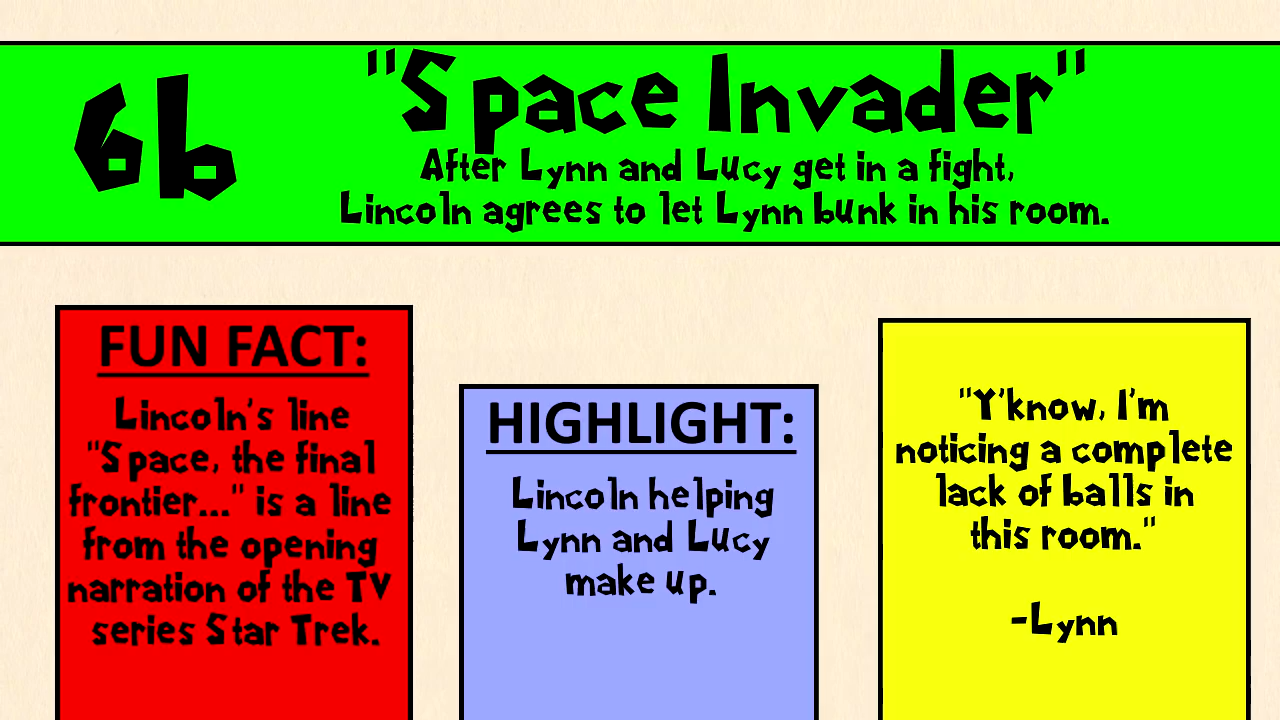 6b
"Space Invader"
After Lynn and Lucy get in a fight,
Lincoln agrees to let Lynn bunk in his room.
FUN FACT:
Lincoln's line
"Space, the final
frontier..." is a line
from the opening
narration of the TV
series Star Trek.
HIGHLIGHT:
Lincoln helping
Lynn and Lucy
make up.
"Y'know, I'm
noticing a complete
lack of balls in
this room."
-Lynn